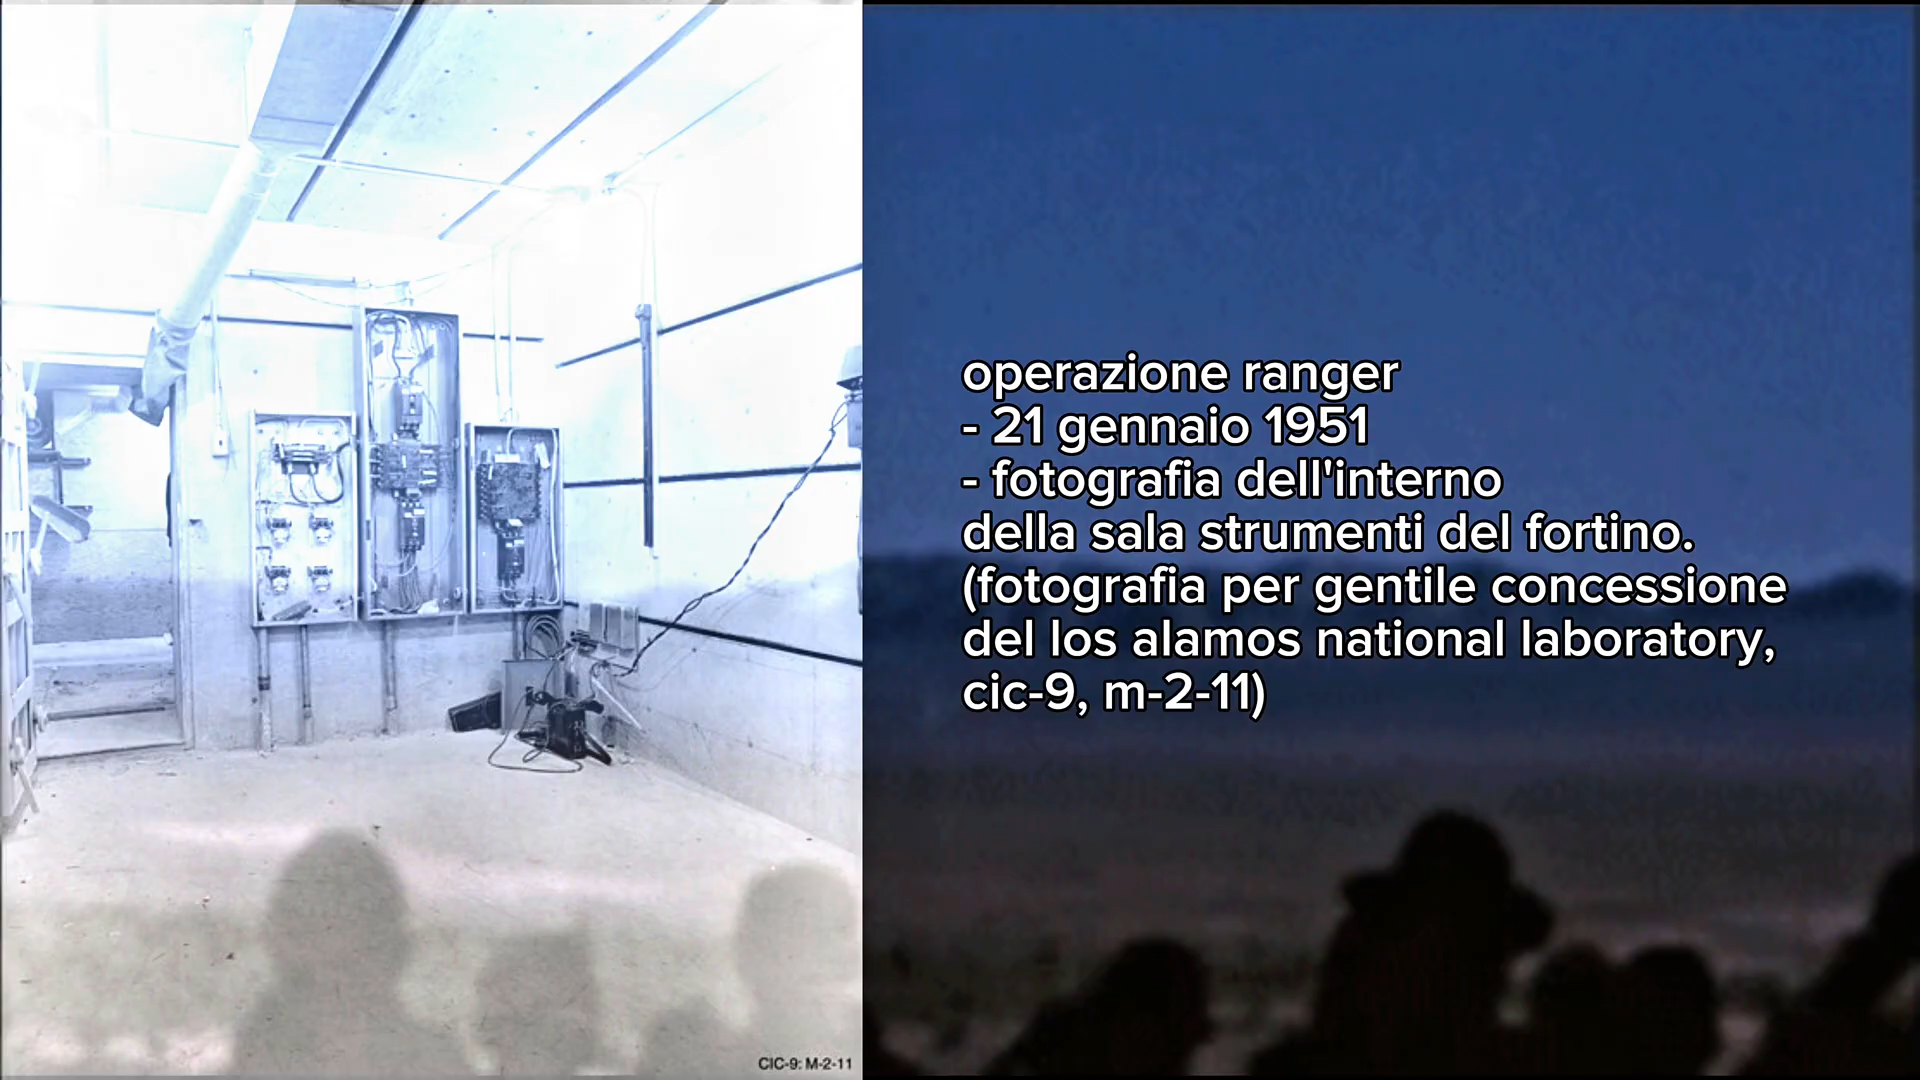 operazione ranger
- 21 gennaio 1951
- fotografia dell'interno
della sala strumenti del fortino.
(fotografia per gentile concessione
del los alamos national laboratory,
cic-9, m-2-11)
CIC-9: M-2-11